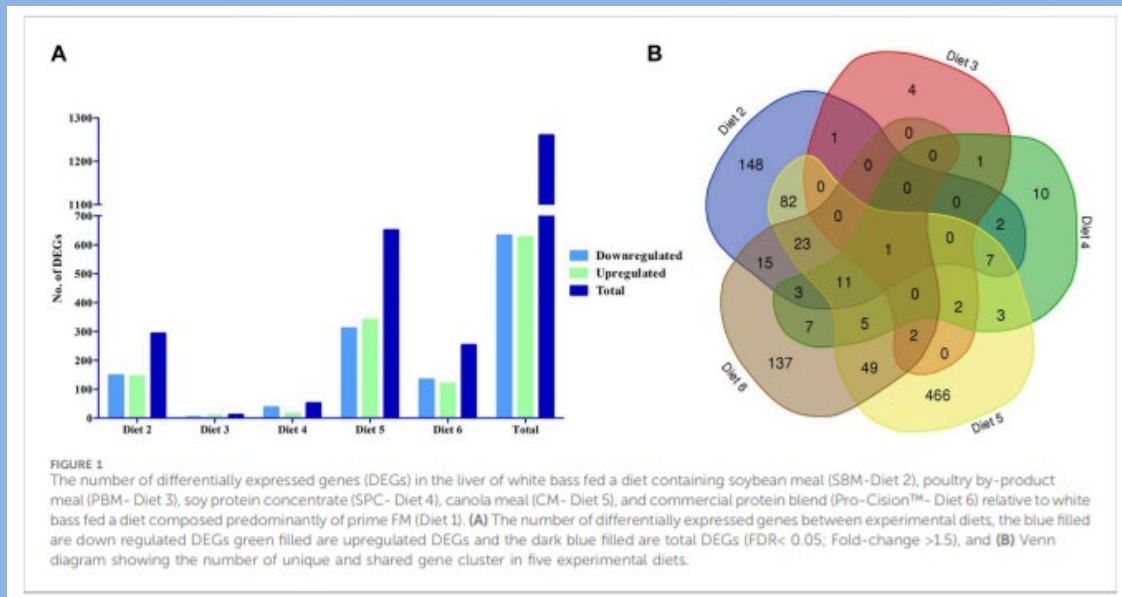 A
B
1300
1200
1100
700
600
500
400
300
200
100
0
No. of DEGs
Diet 2
Diet 3
Diet 4
Diet 5
Diet 6
Total
Downregulated
Upregulated
Total
Diet 3
Diet 2
Diet 4
Diet 6
Diet 5
4
1
0
0
1
148
0
0
10
82
0
0
2
0
0
7
23
1
15
11
3
0
2
3
7
5
2
0
137
49
466
FIGURE 1
The number of differentially expressed genes (DEGs) in the liver of white bass fed a diet containing soybean meal (SBM-Diet 2), poultry by-product
meal (PBM- Diet 3), soy protein concentrate (SPC- Diet 4), canola meal (CM- Diet 5), and commercial protein blend (Pro-Cision™- Diet 6) relative to white
bass fed a diet composed predominantly of prime FM (Diet 1). (A) The number of differentially expressed genes between experimental diets, the blue filled
are down regulated DEGs green filled are upregulated DEGs and the dark blue filled are total DEGs (FDR< 0.05; Fold-change >1.5), and (B) Venn
diagram showing the number of unique and shared gene cluster in five experimental diets.